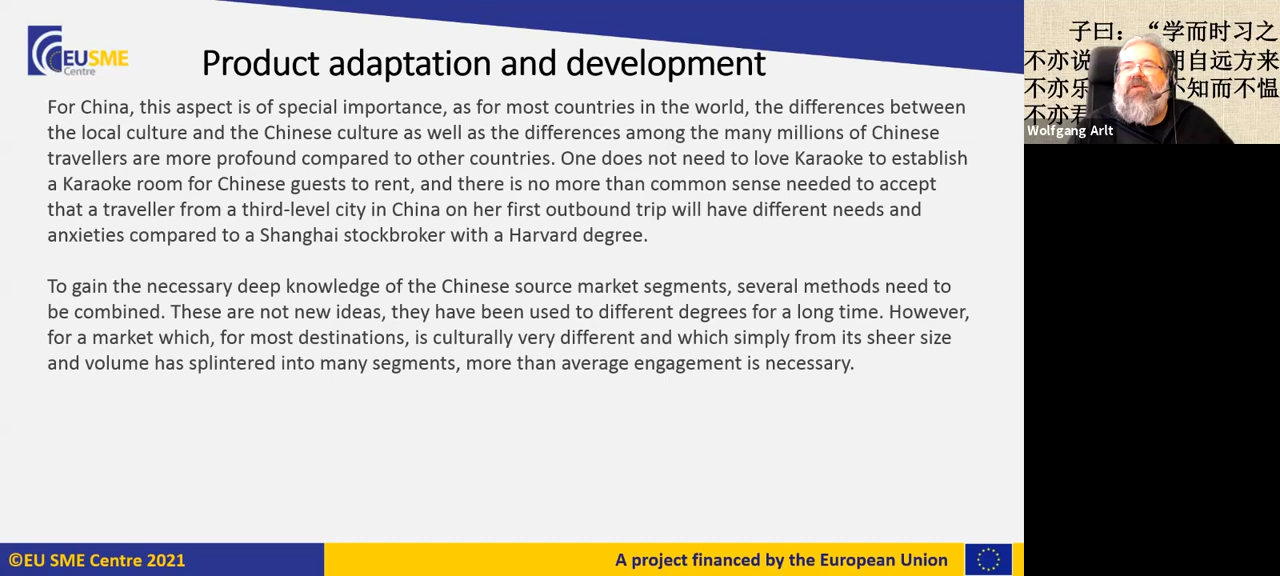 EUSME
Centre
Product adaptation and development
For China, this aspect is of special importance, as for most countries in the world, the differences between
the local culture and the Chinese culture as well as the differences among the many millions of Chinese
travellers are more profound compared to other countries. One does not need to love Karaoke to establish
a Karaoke room for Chinese guests to rent, and there is no more than common sense needed to accept
that a traveller from a third-level city in China on her first outbound trip will have different needs and
anxieties compared to a Shanghai stockbroker with a Harvard degree.
To gain the necessary deep knowledge of the Chinese source market segments, several methods need to
be combined. These are not new ideas, they have been used to different degrees for a long time. However,
for a market which, for most destinations, is culturally very different and which simply from its sheer size
and volume has splintered into many segments, more than average engagement is necessary.
©EU SME Centre 2021
A project financed by the European Union
子曰：“学而时习之
不亦说 朋自远方来
不亦乐 不知而不愠
不亦君
Wolfgang Arlt